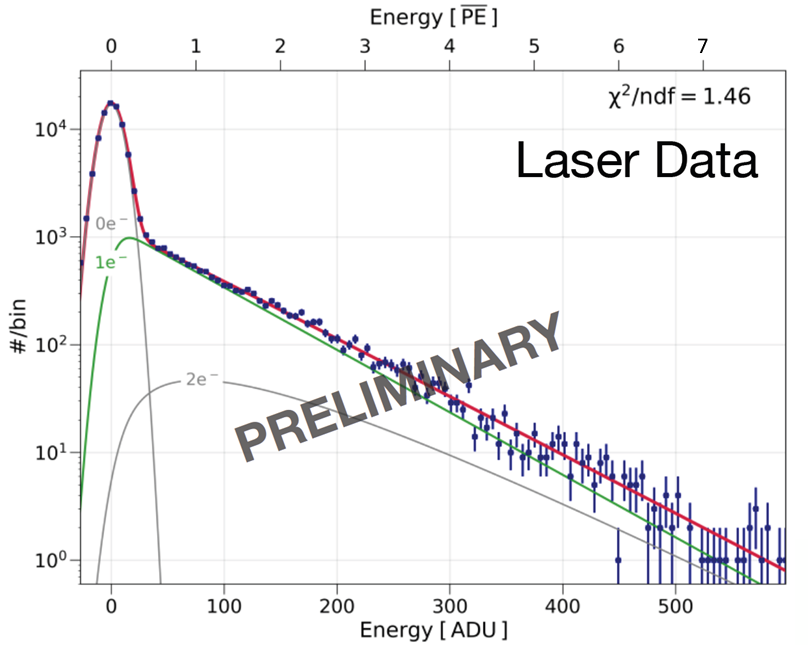 Energy [ P̅E̅ ]
0 1 2 3 4 5 6 7
χ²/ndf = 1.46
Laser Data
10⁴
10³
10²
10¹
10⁰
#/bin
0e⁻
1e⁻
2e⁻
PRELIMINARY
0 100 200 300 400 500
Energy [ ADU ]